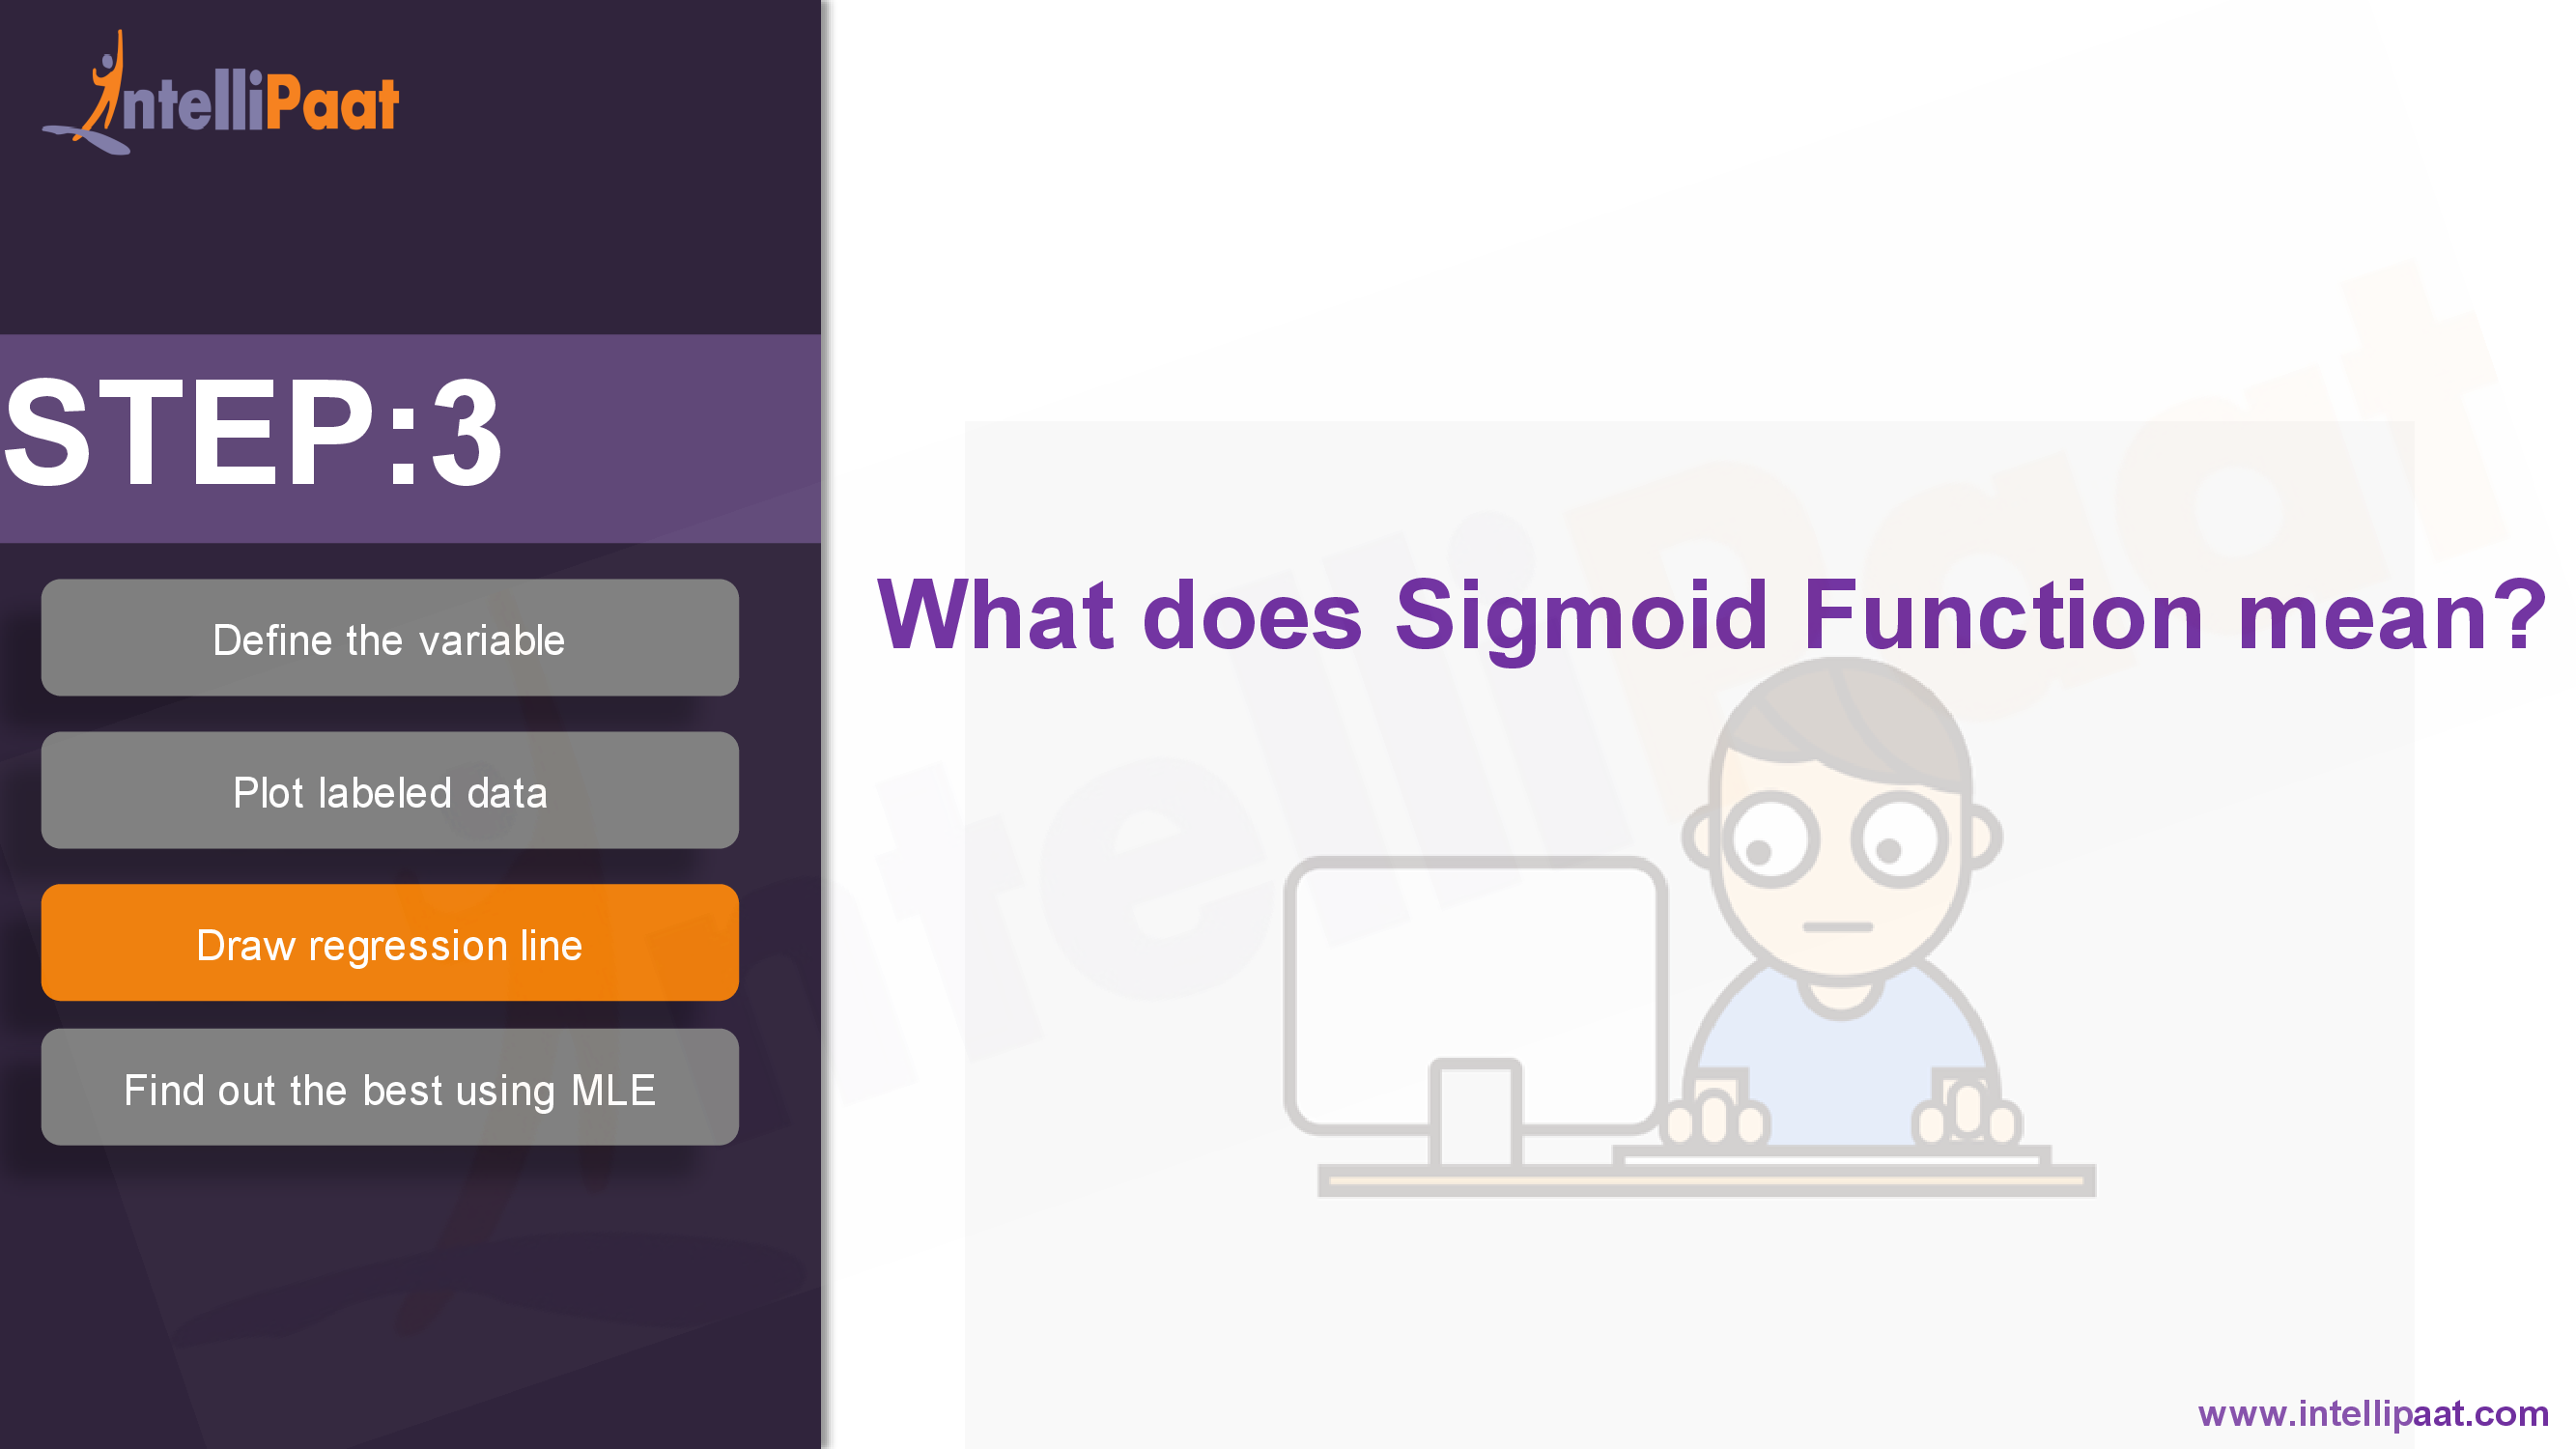 IntelliPaat
STEP:3
Define the variable
Plot labeled data
Draw regression line
Find out the best using MLE
What does Sigmoid Function mean?
www.intellipaat.com